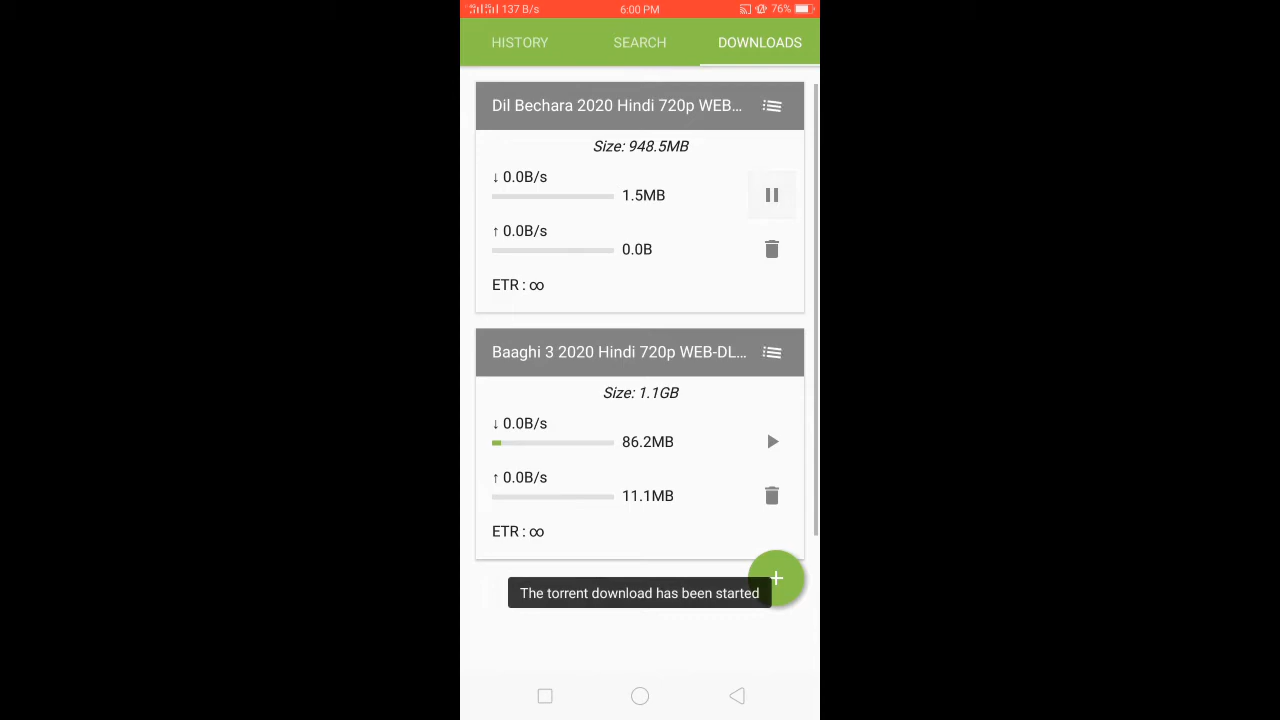 137 B/s 6:00 PM 76%
HISTORY SEARCH DOWNLOADS
Dil Bechara 2020 Hindi 720p WEB...
Size: 948.5MB
↓ 0.0B/s
1.5MB
↑ 0.0B/s
0.0B
ETR : ∞
Baaghi 3 2020 Hindi 720p WEB-DL...
Size: 1.1GB
↓ 0.0B/s
86.2MB
↑ 0.0B/s
11.1MB
ETR : ∞
The torrent download has been started